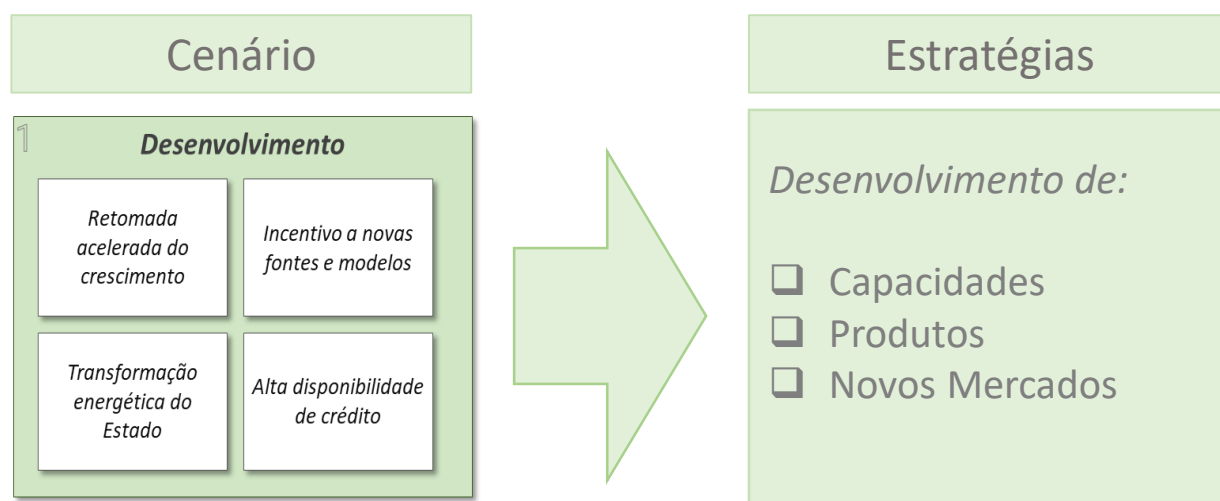 Cenário
Estratégias
1
Desenvolvimento
Retomada
acelerada do
crescimento
Incentivo a novas
fontes e modelos
Transformação
energética do
Estado
Alta disponibilidade
de crédito
Desenvolvimento de:
Capacidades
Produtos
Novos Mercados